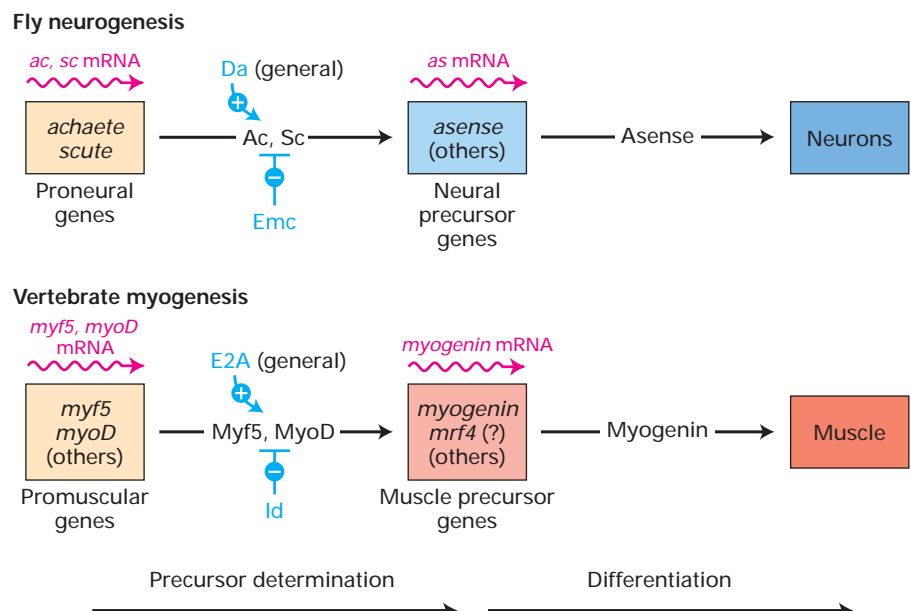 Fly neurogenesis
ac, sc mRNA
Da (general)
as mRNA
+
achaete
scute
Ac, Sc
asense
(others)
Asense
Neurons
Proneural
genes
−
Emc
Neural
precursor
genes
Vertebrate myogenesis
myf5, myoD
mRNA
E2A (general)
myogenin mRNA
+
myf5
myoD
(others)
Myf5, MyoD
myogenin
mrf4 (?)
(others)
Myogenin
Muscle
Promuscular
genes
−
Id
Muscle precursor
genes
Precursor determination
Differentiation